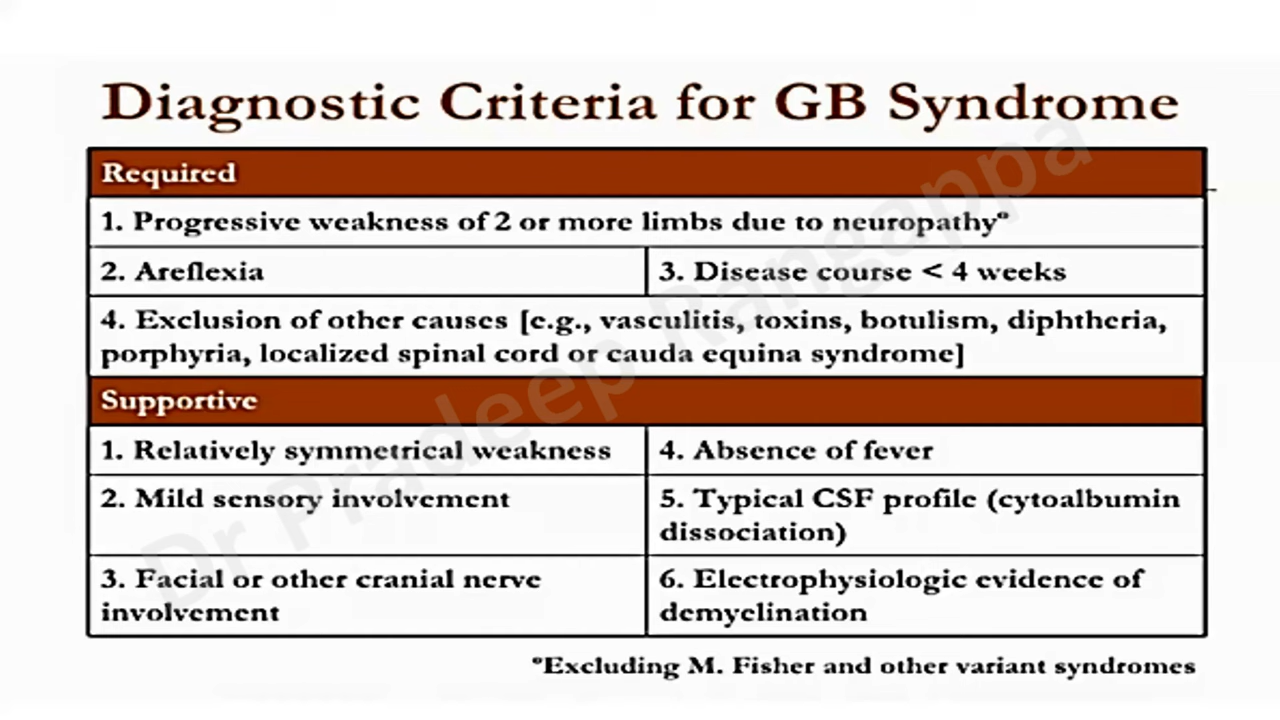 Diagnostic Criteria for GB Syndrome
Required
1. Progressive weakness of 2 or more limbs due to neuropathy*
2. Areflexia
3. Disease course < 4 weeks
4. Exclusion of other causes [e.g., vasculitis, toxins, botulism, diphtheria,
porphyria, localized spinal cord or cauda equina syndrome]
Supportive
1. Relatively symmetrical weakness
4. Absence of fever
2. Mild sensory involvement
5. Typical CSF profile (cytoalbumin
dissociation)
3. Facial or other cranial nerve
involvement
6. Electrophysiologic evidence of
demyelination
*Excluding M. Fisher and other variant syndromes
Dr Pradeep Rangappa